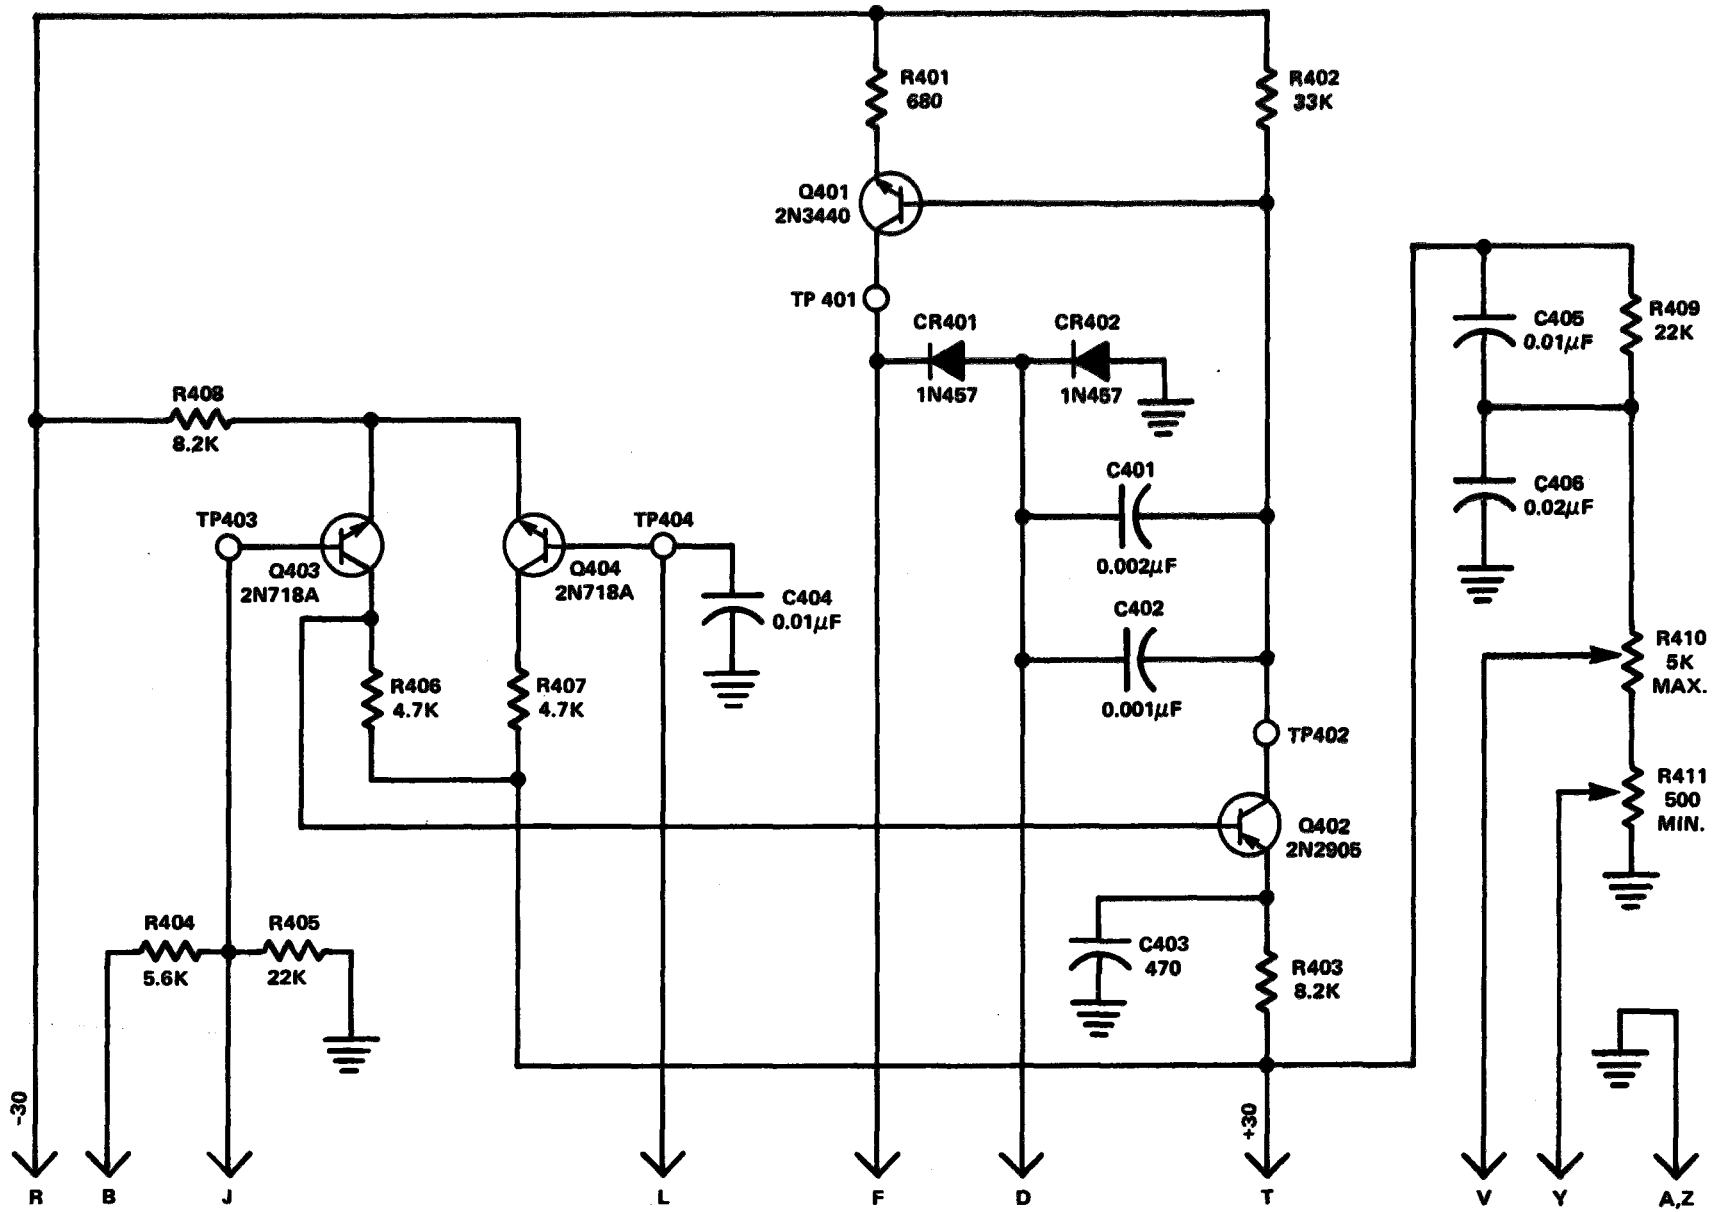 R401
680
R402
33K
Q401
2N3440
TP 401
CR401
1N457
CR402
1N457
C405
0.01μF
R409
22K
R408
8.2K
C401
0.002μF
C406
0.02μF
TP403
Q403
2N718A
Q404
2N718A
TP404
C404
0.01μF
C402
0.001μF
R406
4.7K
R407
4.7K
R410
5K
MAX.
TP402
R411
500
MIN.
Q402
2N2905
R404
5.6K
R405
22K
C403
470
R403
8.2K
-30
+30
R
B
J
L
F
D
T
V
Y
A,Z